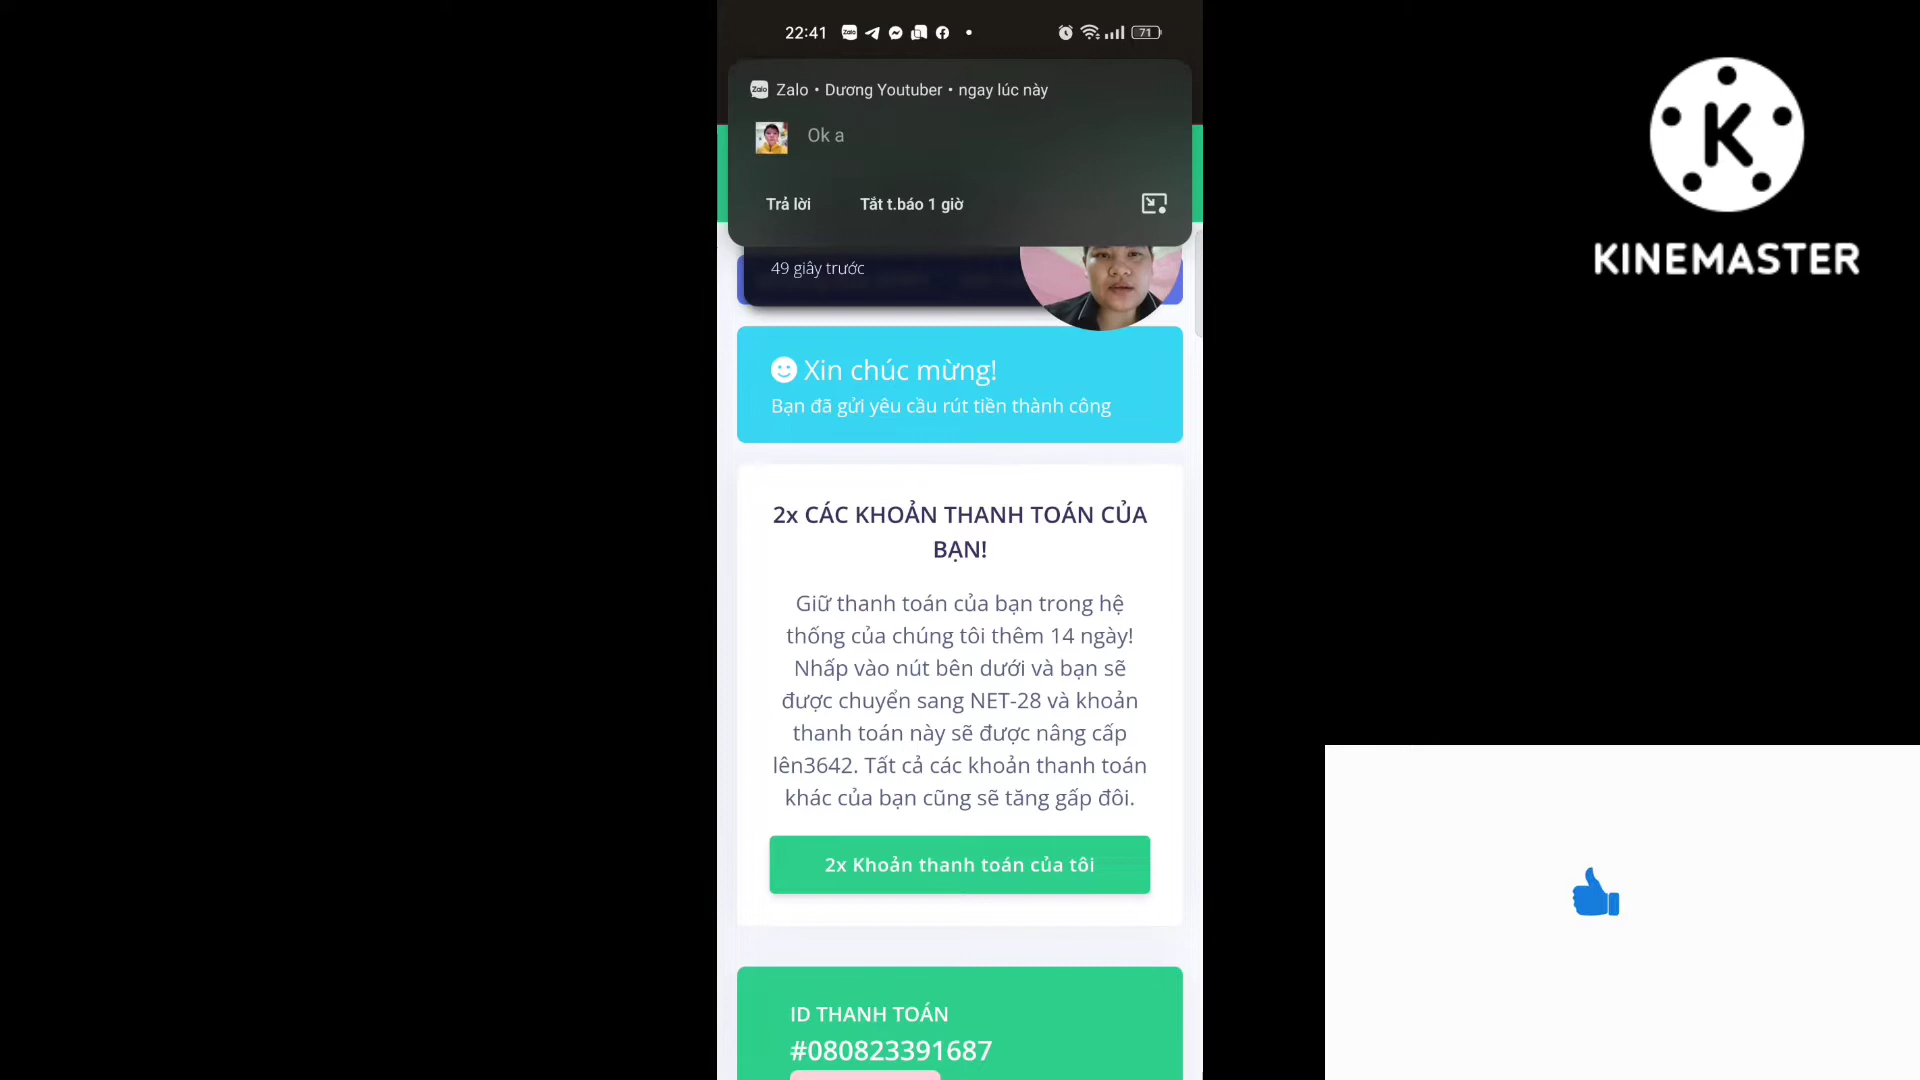 22:41
71
Zalo • Dương Youtuber • ngay lúc này
Ok a
Trả lời
Tắt t.báo 1 giờ
49 giây trước
Xin chúc mừng!
Bạn đã gửi yêu cầu rút tiền thành công
2x CÁC KHOẢN THANH TOÁN CỦA
BẠN!
Giữ thanh toán của bạn trong hệ
thống của chúng tôi thêm 14 ngày!
Nhấp vào nút bên dưới và bạn sẽ
được chuyển sang NET-28 và khoản
thanh toán này sẽ được nâng cấp
lên3642. Tất cả các khoản thanh toán
khác của bạn cũng sẽ tăng gấp đôi.
2x Khoản thanh toán của tôi
ID THANH TOÁN
#080823391687
K
KINEMASTER